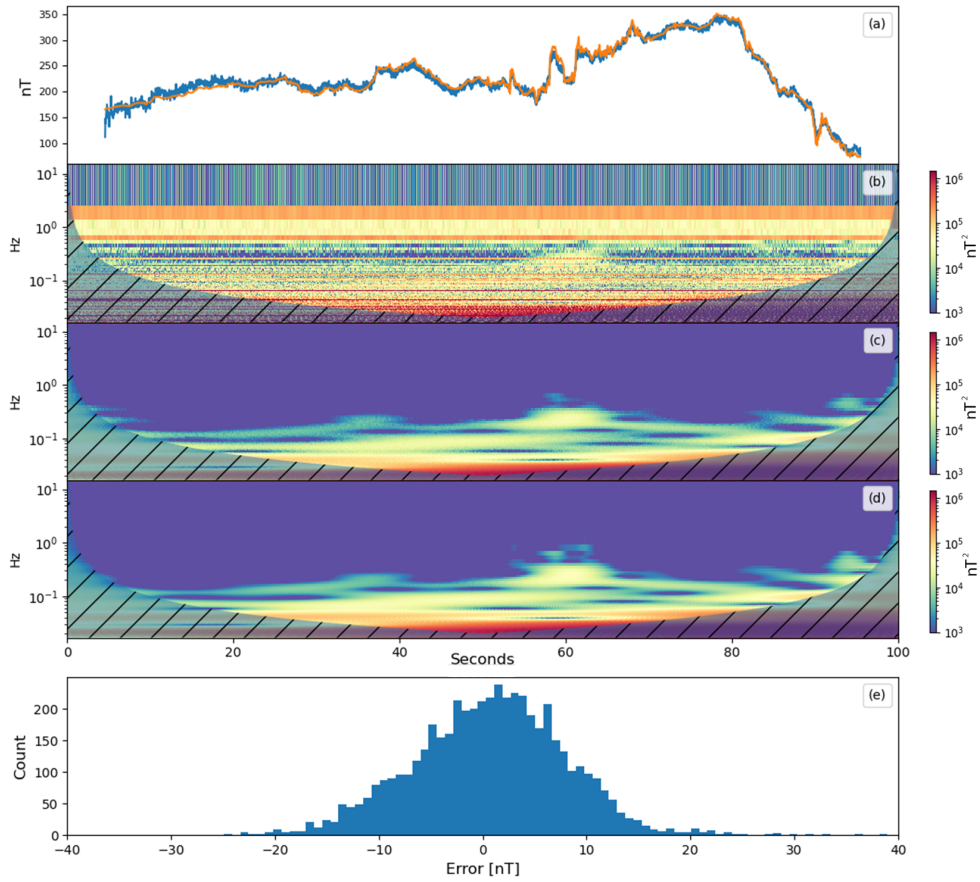 350
300
250
200
150
100
nT
(a)
10¹
10⁰
10⁻¹
Hz
(b)
10⁶
10⁵
10⁴
10³
nT²
10¹
10⁰
10⁻¹
Hz
(c)
10⁶
10⁵
10⁴
10³
nT²
10¹
10⁰
10⁻¹
Hz
(d)
10⁶
10⁵
10⁴
10³
nT²
0 20 40 60 80 100
Seconds
200
150
100
50
0
Count
(e)
−40 −30 −20 −10 0 10 20 30 40
Error [nT]